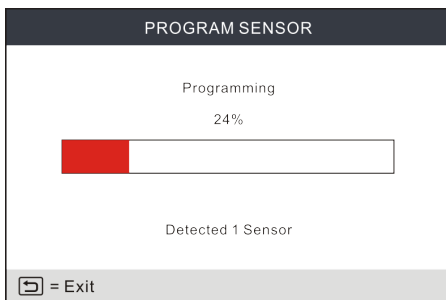 PROGRAM SENSOR
Programming
24%
Detected 1 Sensor
= Exit